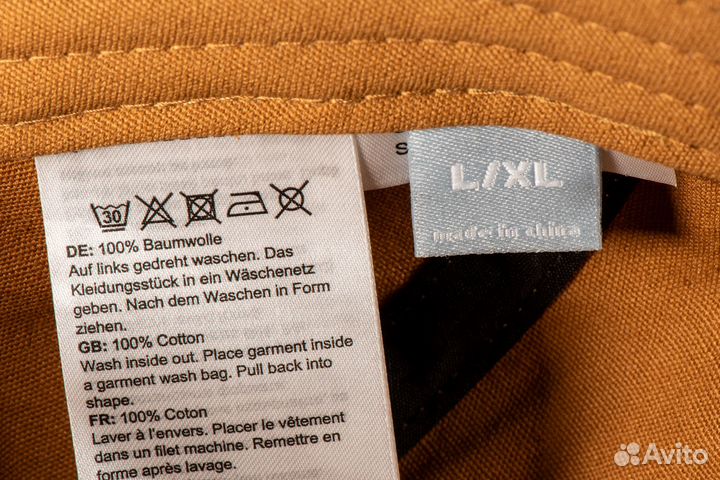 30
DE: 100% Baumwolle
Auf links gedreht waschen. Das
Kleidungsstück in ein Wäschenetz
geben. Nach dem Waschen in Form
ziehen.
GB: 100% Cotton
Wash inside out. Place garment inside
a garment wash bag. Pull back into
shape.
FR: 100% Coton
Laver à l'envers. Placer le vêtement
dans un filet machine. Remettre en
forme après lavage.
S
L/XL
made in china
Avito